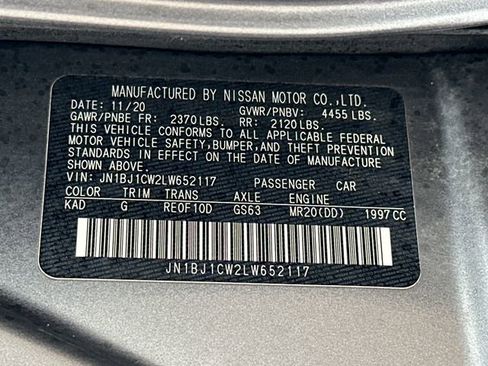 MANUFACTURED BY NISSAN MOTOR CO.,LTD.
DATE: 11/20 GVWR/PNBV: 4455 LBS.
GAWR/PNBE FR: 2370LBS. RR: 2120LBS.
THIS VEHICLE CONFORMS TO ALL APPLICABLE FEDERAL
MOTOR VEHICLE SAFETY,BUMPER,AND THEFT PREVENTION
STANDARDS IN EFFECT ON THE DATE OF MANUFACTURE
SHOWN ABOVE
VIN: JN1BJ1CW2LW652117 PASSENGER CAR
COLOR TRIM TRANS AXLE ENGINE
KAD G RE0F10D GS63 MR20(DD) 1997CC
JN1BJ1CW2LW652117